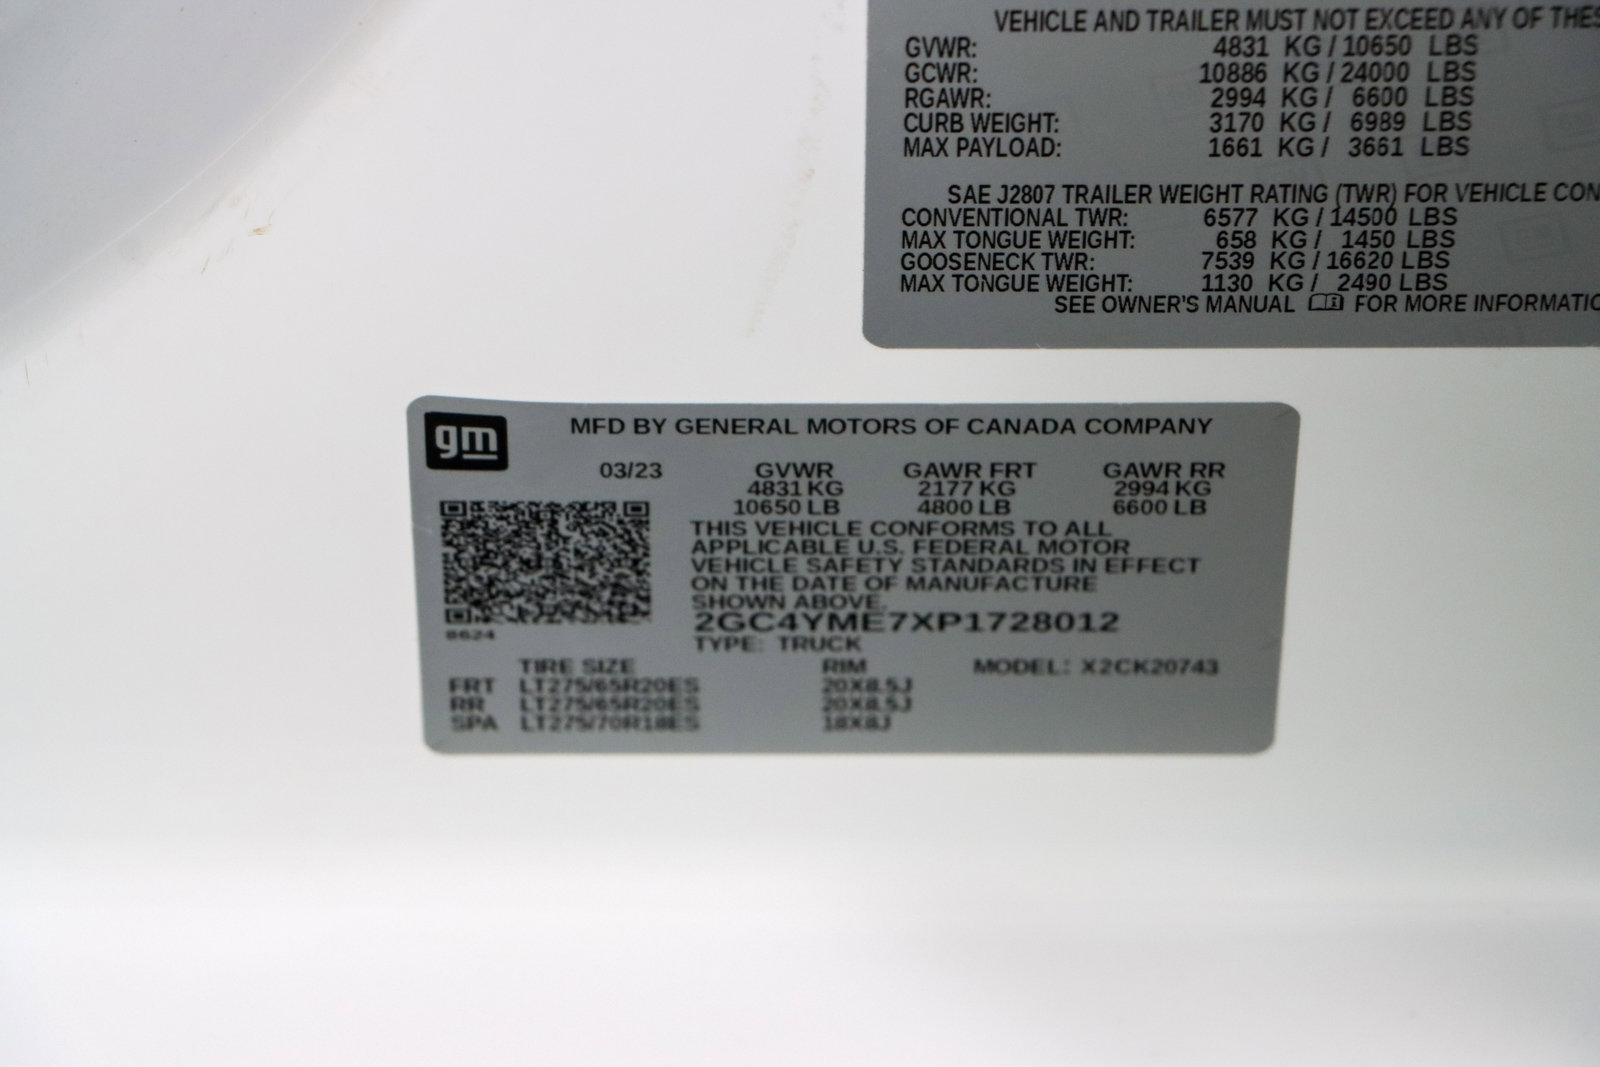 VEHICLE AND TRAILER MUST NOT EXCEED ANY OF THES
GVWR: 4831 KG / 10650 LBS
GCWR: 10886 KG / 24000 LBS
RGAWR: 2994 KG / 6600 LBS
CURB WEIGHT: 3170 KG / 6989 LBS
MAX PAYLOAD: 1661 KG / 3661 LBS
SAE J2807 TRAILER WEIGHT RATING (TWR) FOR VEHICLE CON
CONVENTIONAL TWR: 6577 KG / 14500 LBS
MAX TONGUE WEIGHT: 658 KG / 1450 LBS
GOOSENECK TWR: 7539 KG / 16620 LBS
MAX TONGUE WEIGHT: 1130 KG / 2490 LBS
SEE OWNER'S MANUAL FOR MORE INFORMATIO
gm
MFD BY GENERAL MOTORS OF CANADA COMPANY
03/23 GVWR GAWR FRT GAWR RR
4831 KG 2177 KG 2994 KG
10650 LB 4800 LB 6600 LB
THIS VEHICLE CONFORMS TO ALL
APPLICABLE U.S. FEDERAL MOTOR
VEHICLE SAFETY STANDARDS IN EFFECT
ON THE DATE OF MANUFACTURE
SHOWN ABOVE.
2GC4YME7XP1728012
8624
TYPE: TRUCK
TIRE SIZE RIM MODEL: X2CK20743
FRT LT275/65R20ES 20X8.5J
RR LT275/65R20ES 20X8.5J
SPA LT275/70R18ES 18X8J